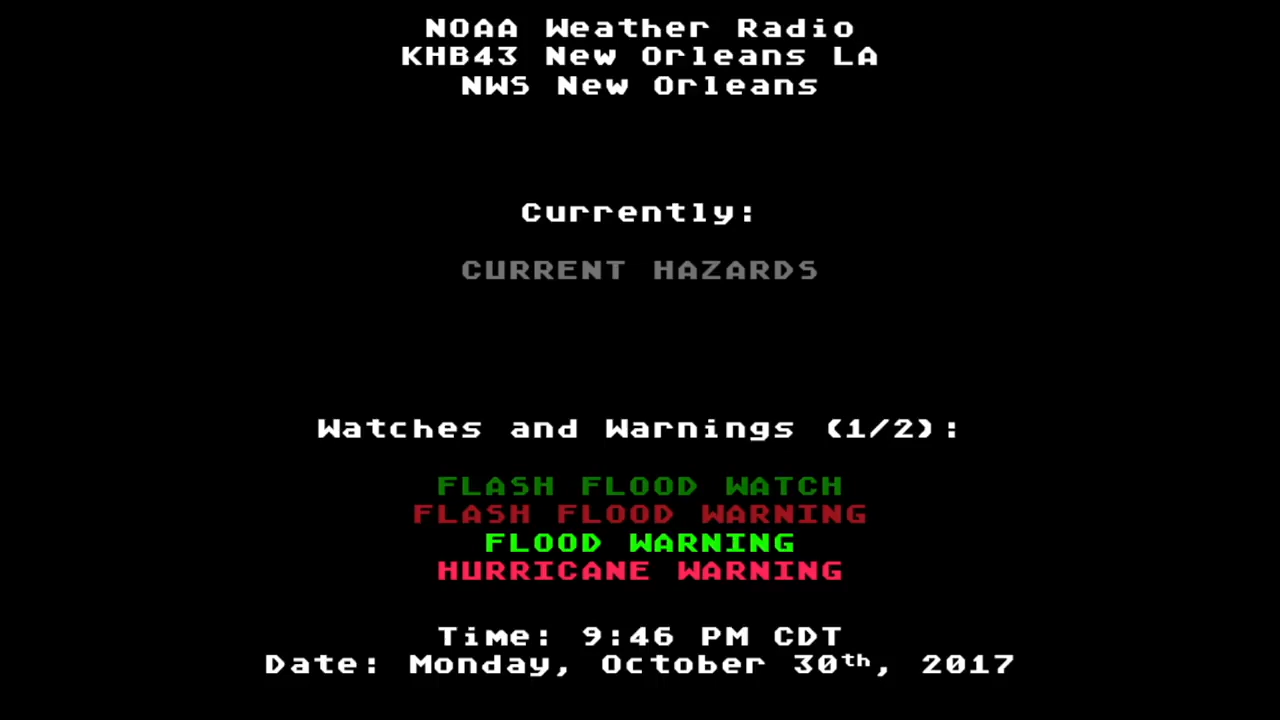 NOAA Weather Radio
KHB43 New Orleans LA
NWS New Orleans
Currently:
CURRENT HAZARDS
Watches and Warnings (1/2):
FLASH FLOOD WATCH
FLASH FLOOD WARNING
FLOOD WARNING
HURRICANE WARNING
Time: 9:46 PM CDT
Date: Monday, October 30ᵗʰ, 2017